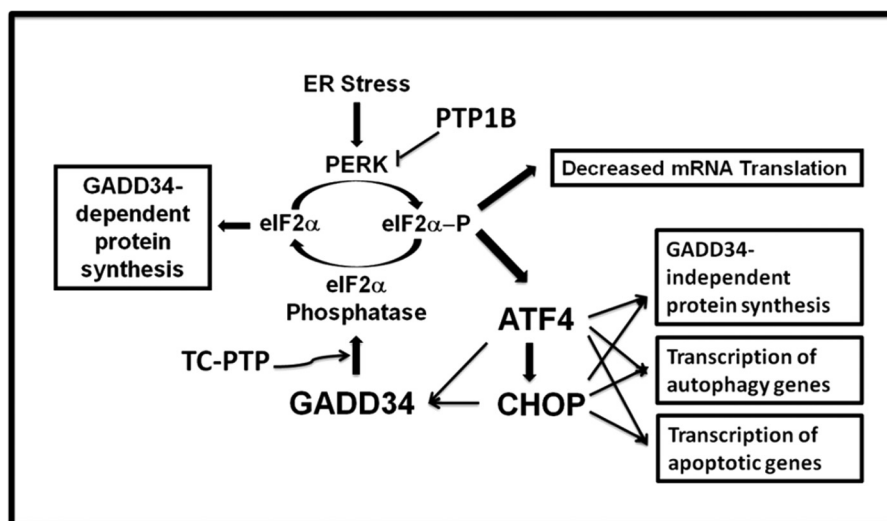 ER Stress
PTP1B
PERK
Decreased mRNA Translation
GADD34-
dependent
protein
synthesis
eIF2α
eIF2α–P
eIF2α
Phosphatase
GADD34-
independent
protein synthesis
ATF4
TC-PTP
Transcription of
autophagy genes
GADD34
CHOP
Transcription of
apoptotic genes